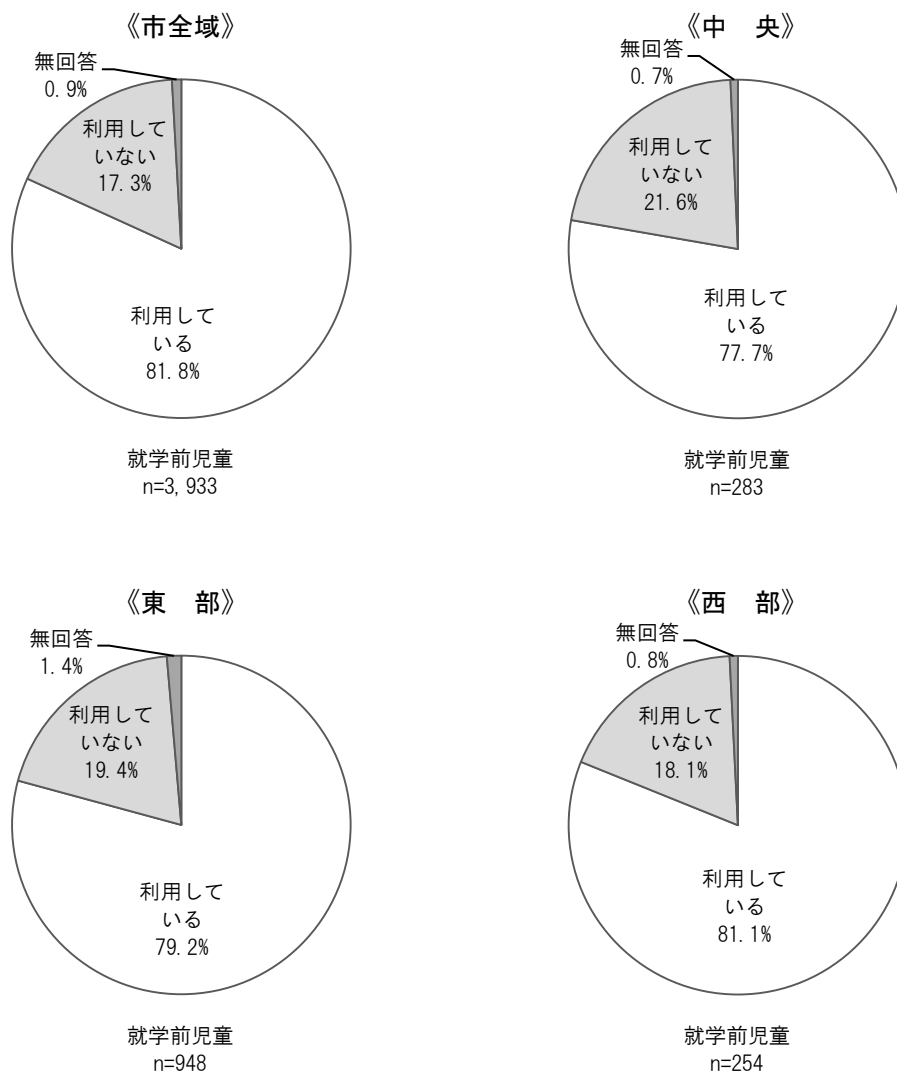 《市全域》
無回答
0.9%
利用して
いない
17.3%
利用して
いる
81.8%
就学前児童
n=3,933
《中　央》
無回答
0.7%
利用して
いない
21.6%
利用して
いる
77.7%
就学前児童
n=283
《東　部》
無回答
1.4%
利用して
いない
19.4%
利用して
いる
79.2%
就学前児童
n=948
《西　部》
無回答
0.8%
利用して
いない
18.1%
利用して
いる
81.1%
就学前児童
n=254